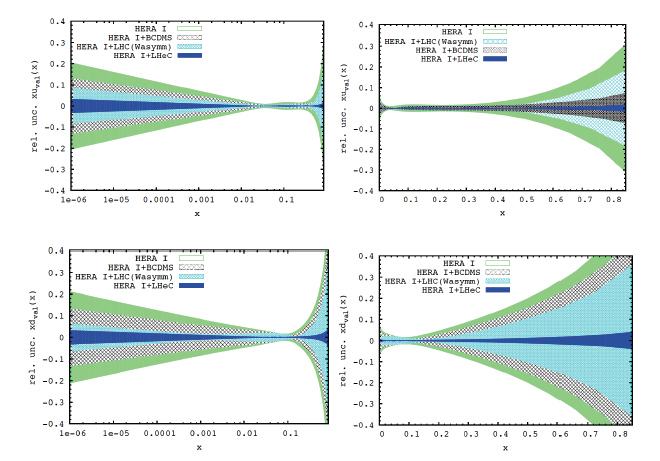 0.4
0.3
0.2
0.1
0
-0.1
-0.2
-0.3
-0.4
rel. unc. xu_val(x)
HERA I
HERA I+BCDMS
HERA I+LHC(Wasymm)
HERA I+LHeC
1e-06 1e-05 0.0001 0.001 0.01 0.1
x
0.4
0.3
0.2
0.1
0
-0.1
-0.2
-0.3
-0.4
rel. unc. xu_val(x)
HERA I
HERA I+LHC(Wasymm)
HERA I+BCDMS
HERA I+LHeC
0 0.1 0.2 0.3 0.4 0.5 0.6 0.7 0.8
x
0.4
0.3
0.2
0.1
0
-0.1
-0.2
-0.3
-0.4
rel. unc. xd_val(x)
HERA I
HERA I+BCDMS
HERA I+LHC(Wasymm)
HERA I+LHeC
1e-06 1e-05 0.0001 0.001 0.01 0.1
x
0.4
0.3
0.2
0.1
0
-0.1
-0.2
-0.3
-0.4
rel. unc. xd_val(x)
HERA I
HERA I+BCDMS
HERA I+LHC(Wasymm)
HERA I+LHeC
0 0.1 0.2 0.3 0.4 0.5 0.6 0.7 0.8
x